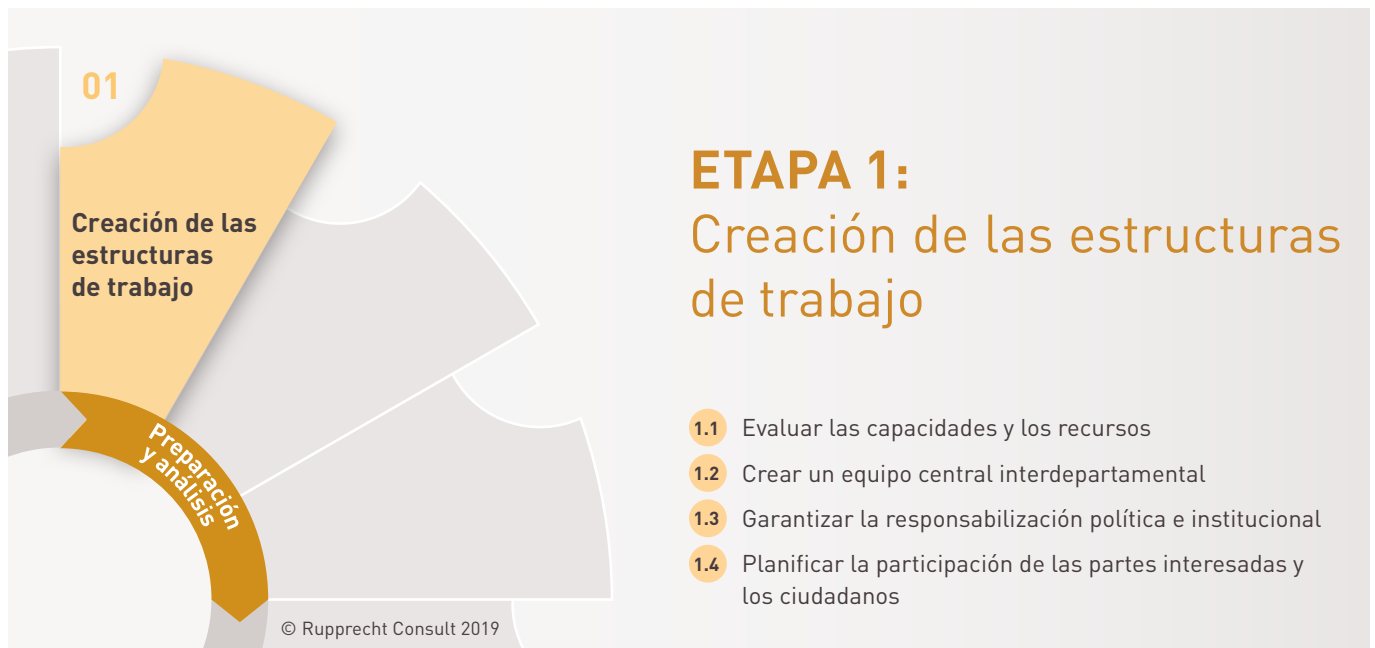 01
Creación de las
estructuras
de trabajo
Preparación
y análisis
© Rupprecht Consult 2019
ETAPA 1:
Creación de las estructuras
de trabajo
1.1 Evaluar las capacidades y los recursos
1.2 Crear un equipo central interdepartamental
1.3 Garantizar la responsabilización política e institucional
1.4 Planificar la participación de las partes interesadas y
los ciudadanos